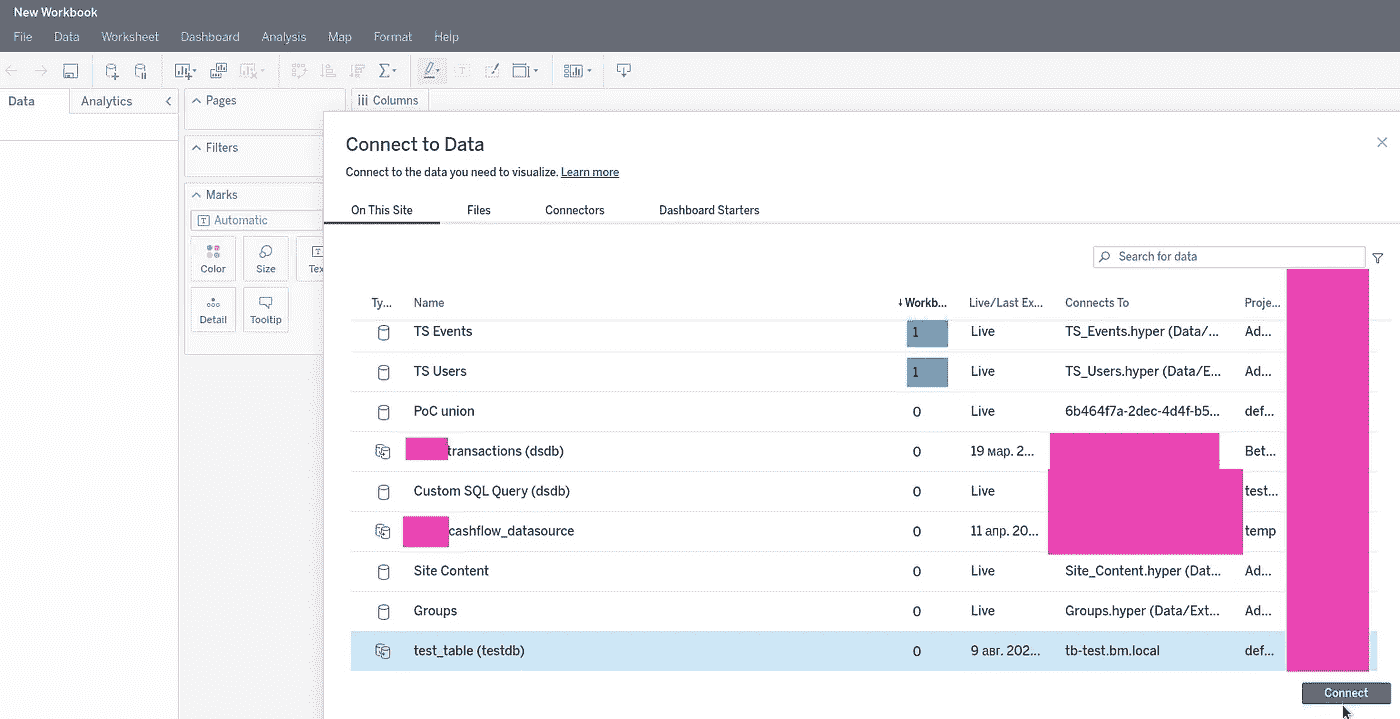 New Workbook
File Data Worksheet Dashboard Analysis Map Format Help
Data Analytics Pages Columns
Filters
Marks
Automatic
Color Size Tex
Detail Tooltip
Connect to Data
Connect to the data you need to visualize. Learn more
On This Site Files Connectors Dashboard Starters
Search for data
Ty... Name ↓ Workb... Live/Last Ex... Connects To Proje...
TS Events 1 Live TS_Events.hyper (Data/... Ad...
TS Users 1 Live TS_Users.hyper (Data/E... Ad...
PoC union 0 Live 6b464f7a-2dec-4d4f-b5... def...
transactions (dsdb) 0 19 мар. 2... Bet...
Custom SQL Query (dsdb) 0 Live test...
cashflow_datasource 0 11 апр. 20... temp
Site Content 0 Live Site_Content.hyper (Dat... Ad...
Groups 0 Live Groups.hyper (Data/Ext... Ad...
test_table (testdb) 0 9 авг. 202... tb-test.bm.local def...
Connect